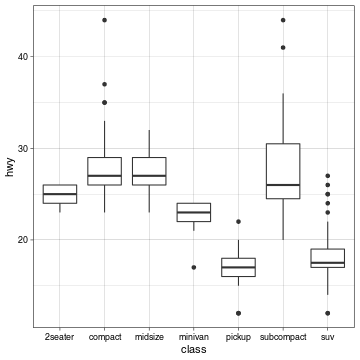 hwy
40
30
20
2seater compact midsize minivan pickup subcompact suv
class